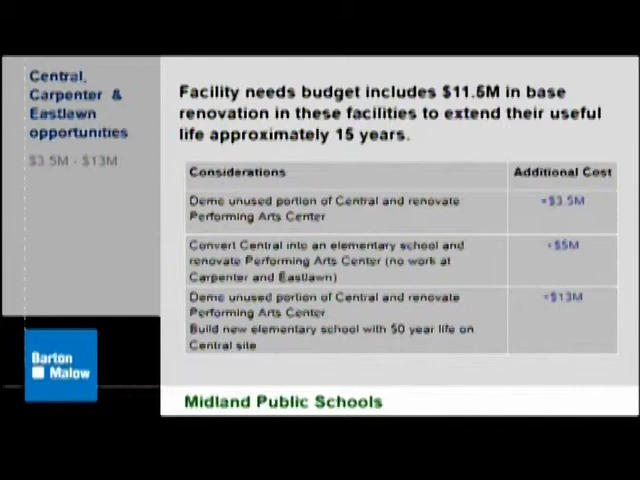 Central,
Carpenter &
Eastlawn
opportunities
$3.5M - $13M
Facility needs budget includes $11.5M in base
renovation in these facilities to extend their useful
life approximately 15 years.
Considerations Additional Cost
Demo unused portion of Central and renovate
Performing Arts Center
+$3.5M
Convert Central into an elementary school and
renovate Performing Arts Center (no work at
Carpenter and Eastlawn)
+$5M
Demo unused portion of Central and renovate
Performing Arts Center
Build new elementary school with 50 year life on
Central site
+$13M
Barton
Malow
Midland Public Schools